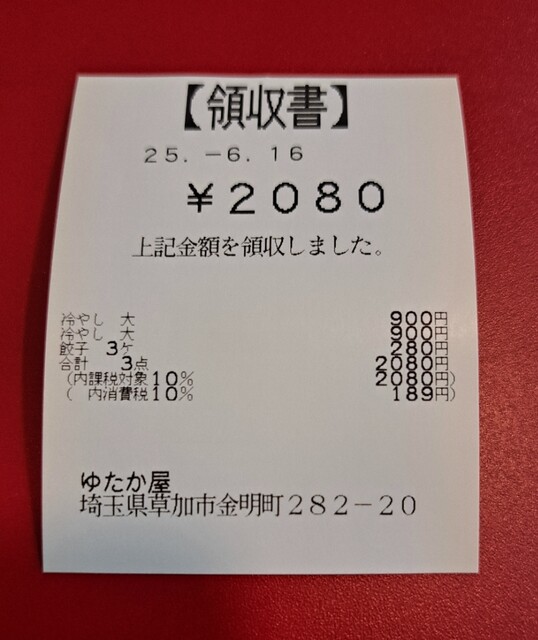 【領収書】
25.-6.16
¥2080
上記金額を領収しました。
冷やし 大 900円
冷やし 大 900円
餃子 3ケ 280円
合計 3点 2080円
(内課税対象10% 2080円)
( 内消費税10% 189円)
ゆたか屋
埼玉県草加市金明町282-20